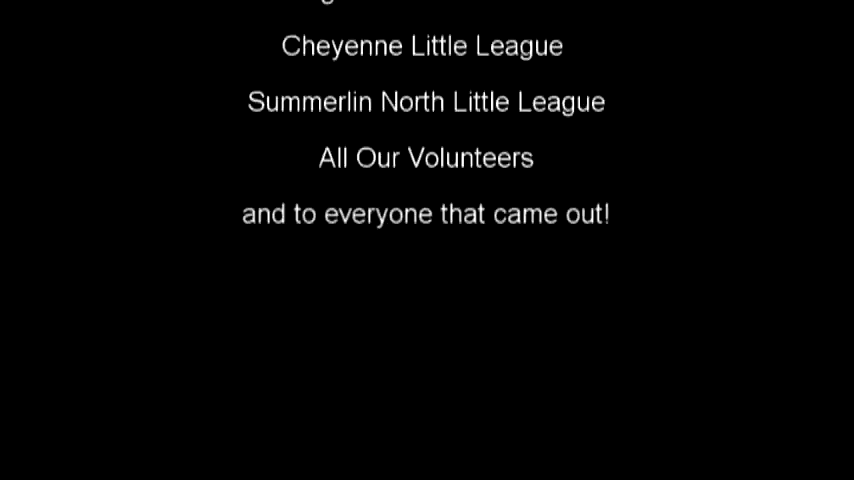 Cheyenne Little League
Summerlin North Little League
All Our Volunteers
and to everyone that came out!